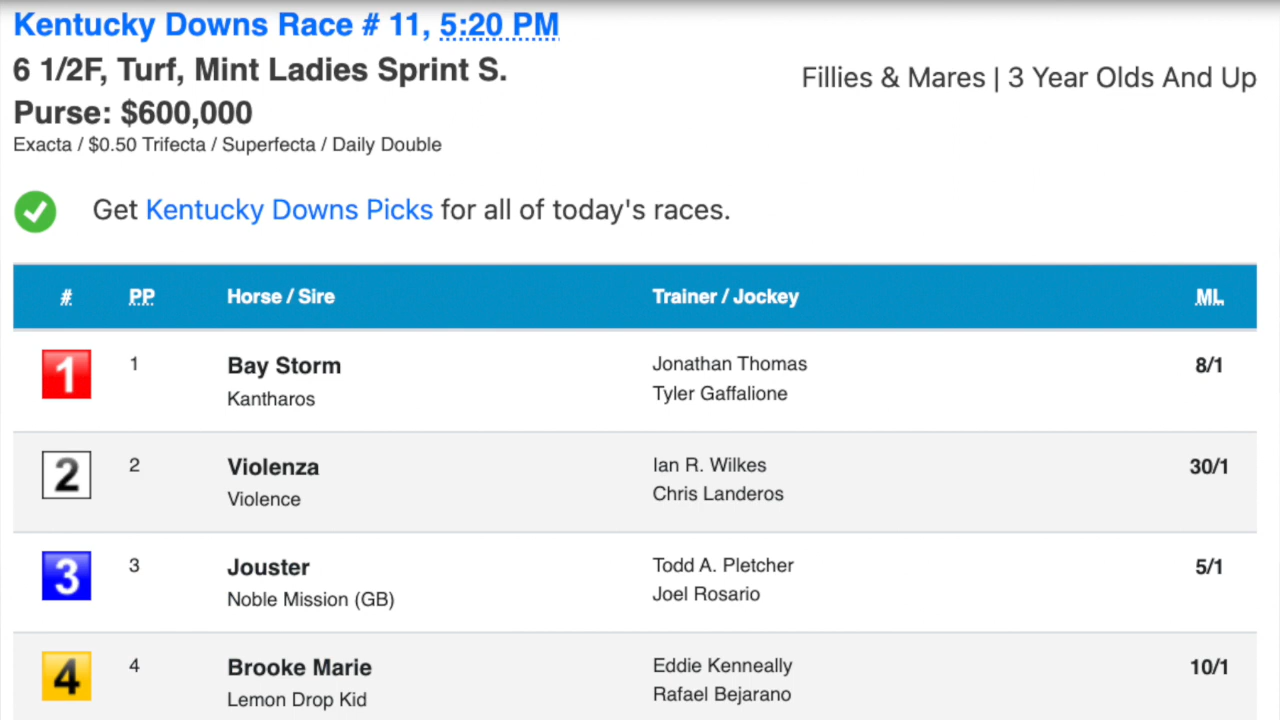 Kentucky Downs Race # 11, 5:20 PM
6 1/2F, Turf, Mint Ladies Sprint S.
Fillies & Mares | 3 Year Olds And Up
Purse: $600,000
Exacta / $0.50 Trifecta / Superfecta / Daily Double
Get Kentucky Downs Picks for all of today's races.
# PP Horse / Sire Trainer / Jockey ML
1 1 Bay Storm Jonathan Thomas 8/1
Kantharos Tyler Gaffalione
2 2 Violenza Ian R. Wilkes 30/1
Violence Chris Landeros
3 3 Jouster Todd A. Pletcher 5/1
Noble Mission (GB) Joel Rosario
4 4 Brooke Marie Eddie Kenneally 10/1
Lemon Drop Kid Rafael Bejarano